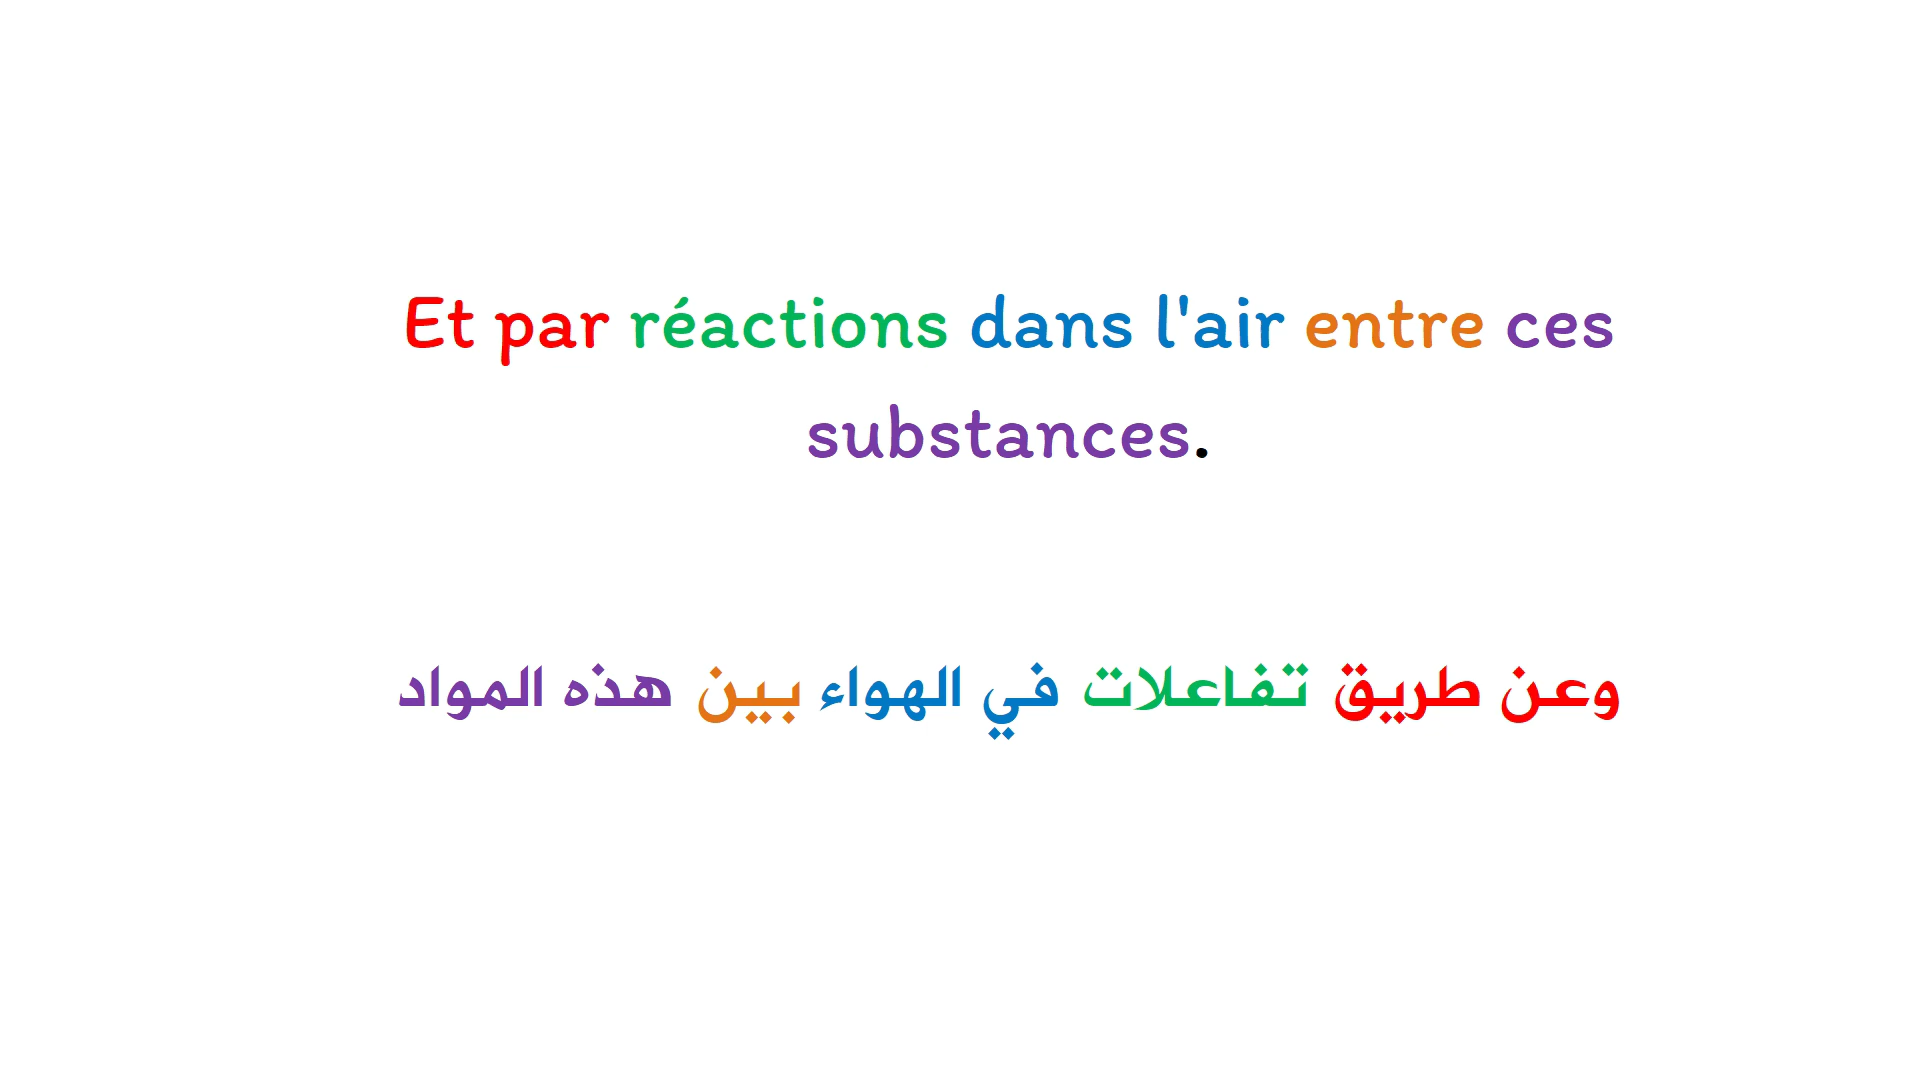 Et par réactions dans l'air entre ces
substances.
وعن طريق تفاعلات في الهواء بين هذه المواد